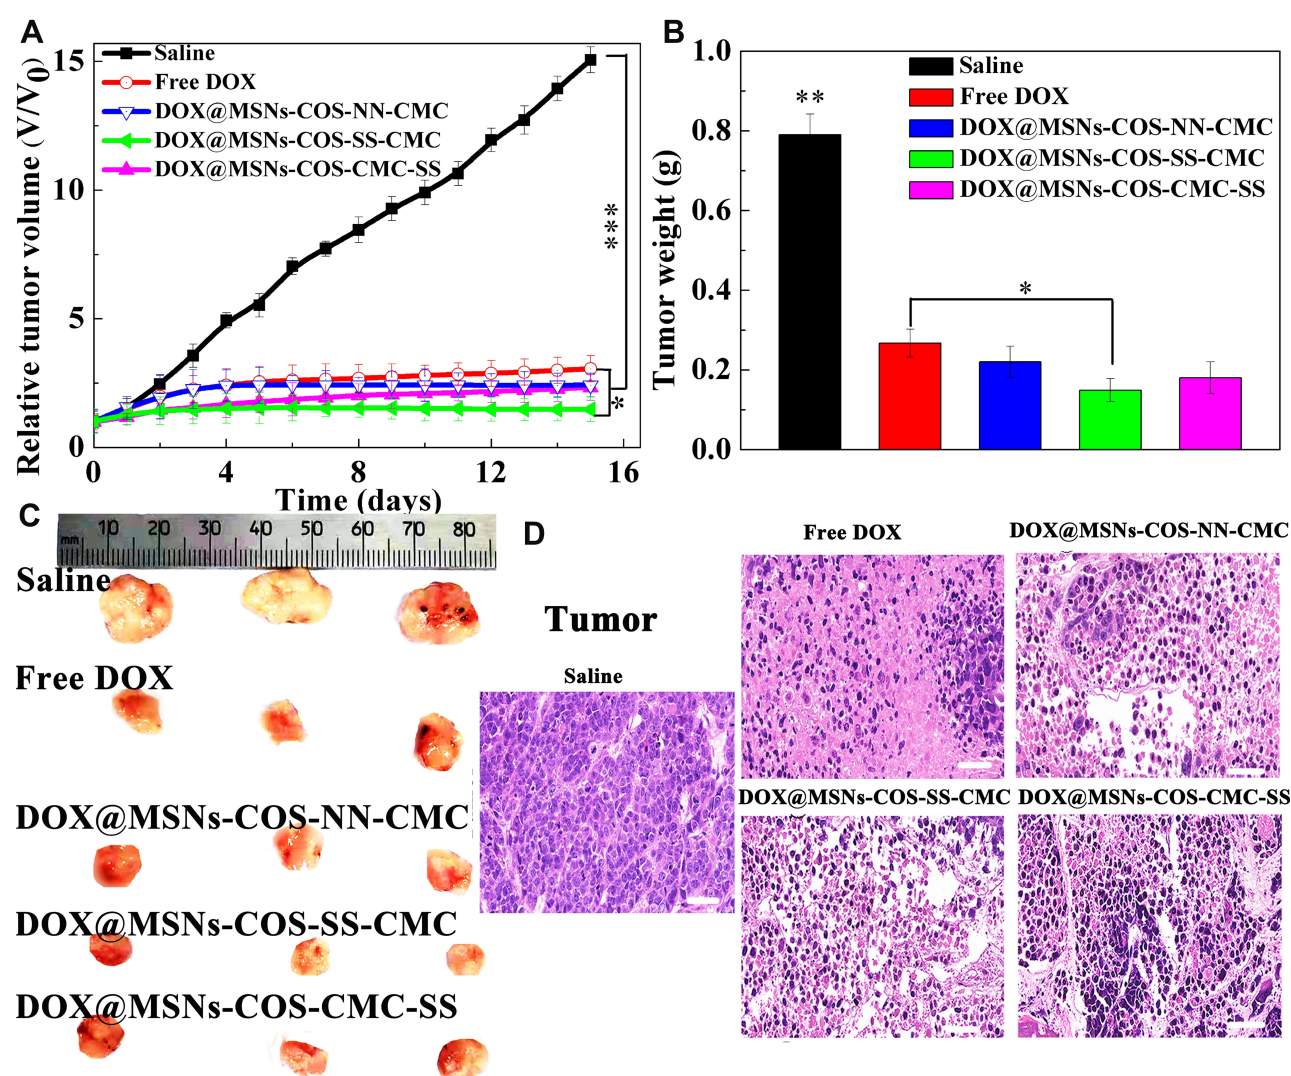 A
Relative tumor volume (V/V0)
15
10
5
0
Saline
Free DOX
DOX@MSNs-COS-NN-CMC
DOX@MSNs-COS-SS-CMC
DOX@MSNs-COS-CMC-SS
***
*
0 4 8 12 16
Time (days)
B
Tumor weight (g)
1.0
0.8
0.6
0.4
0.2
0.0
Saline
Free DOX
DOX@MSNs-COS-NN-CMC
DOX@MSNs-COS-SS-CMC
DOX@MSNs-COS-CMC-SS
**
*
C
10 20 30 40 50 60 70 80
mm
Saline
Free DOX
DOX@MSNs-COS-NN-CMC
DOX@MSNs-COS-SS-CMC
DOX@MSNs-COS-CMC-SS
D
Tumor
Saline
Free DOX
DOX@MSNs-COS-NN-CMC
DOX@MSNs-COS-SS-CMC
DOX@MSNs-COS-CMC-SS